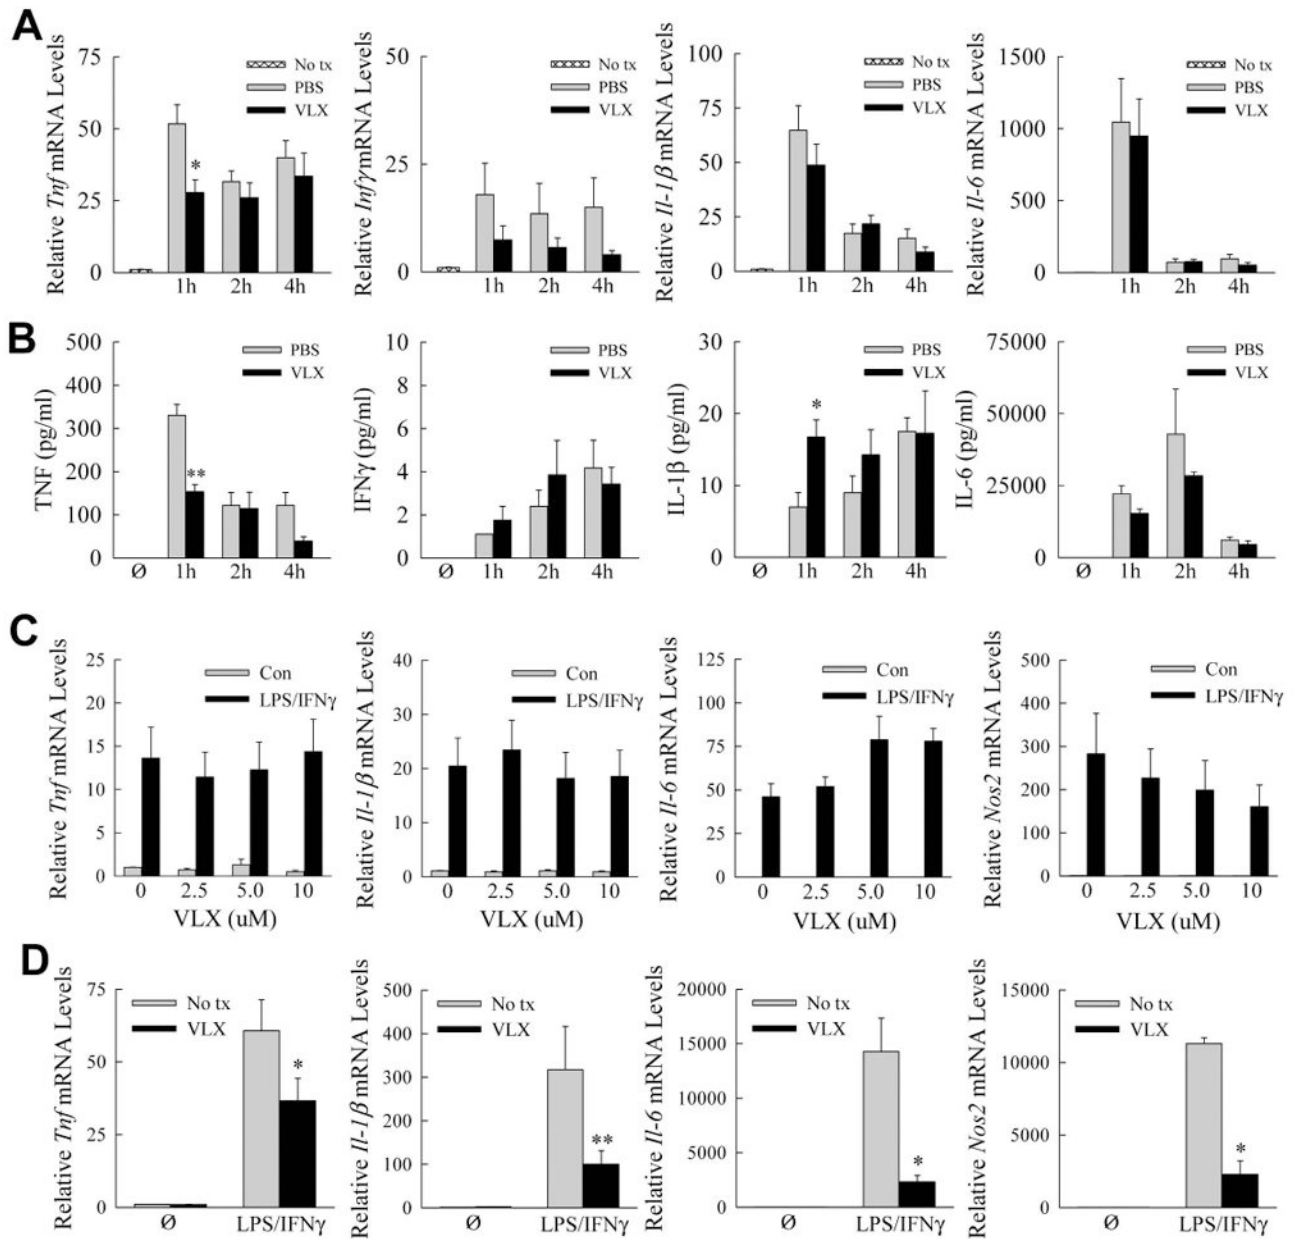 A
Relative Tnf mRNA Levels
75
50
25
0
No tx
PBS
VLX
*
1h 2h 4h
Relative InfγmRNA Levels
50
25
0
No tx
PBS
VLX
1h 2h 4h
Relative Il-1β mRNA Levels
100
75
50
25
0
No tx
PBS
VLX
1h 2h 4h
Relative Il-6 mRNA Levels
1500
1000
500
0
No tx
PBS
VLX
1h 2h 4h
B
TNF (pg/ml)
500
400
300
200
100
0
PBS
VLX
**
Ø 1h 2h 4h
IFNγ (pg/ml)
10
8
6
4
2
0
PBS
VLX
Ø 1h 2h 4h
IL-1β (pg/ml)
30
20
10
0
PBS
VLX
*
Ø 1h 2h 4h
IL-6 (pg/ml)
75000
50000
25000
0
PBS
VLX
Ø 1h 2h 4h
C
Relative Tnf mRNA Levels
25
20
15
10
5
0
Con
LPS/IFNγ
0 2.5 5.0 10
VLX (uM)
Relative Il-1β mRNA Levels
40
30
20
10
0
Con
LPS/IFNγ
0 2.5 5.0 10
VLX (uM)
Relative Il-6 mRNA Levels
125
100
75
50
25
0
Con
LPS/IFNγ
0 2.5 5.0 10
VLX (uM)
Relative Nos2 mRNA Levels
500
400
300
200
100
0
Con
LPS/IFNγ
0 2.5 5.0 10
VLX (uM)
D
Relative Tnf mRNA Levels
75
50
25
0
No tx
VLX
*
Ø LPS/IFNγ
Relative Il-1β mRNA Levels
500
400
300
200
100
0
No tx
VLX
**
Ø LPS/IFNγ
Relative Il-6 mRNA Levels
20000
15000
10000
5000
0
No tx
VLX
*
Ø LPS/IFNγ
Relative Nos2 mRNA Levels
15000
10000
5000
0
No tx
VLX
*
Ø LPS/IFNγ